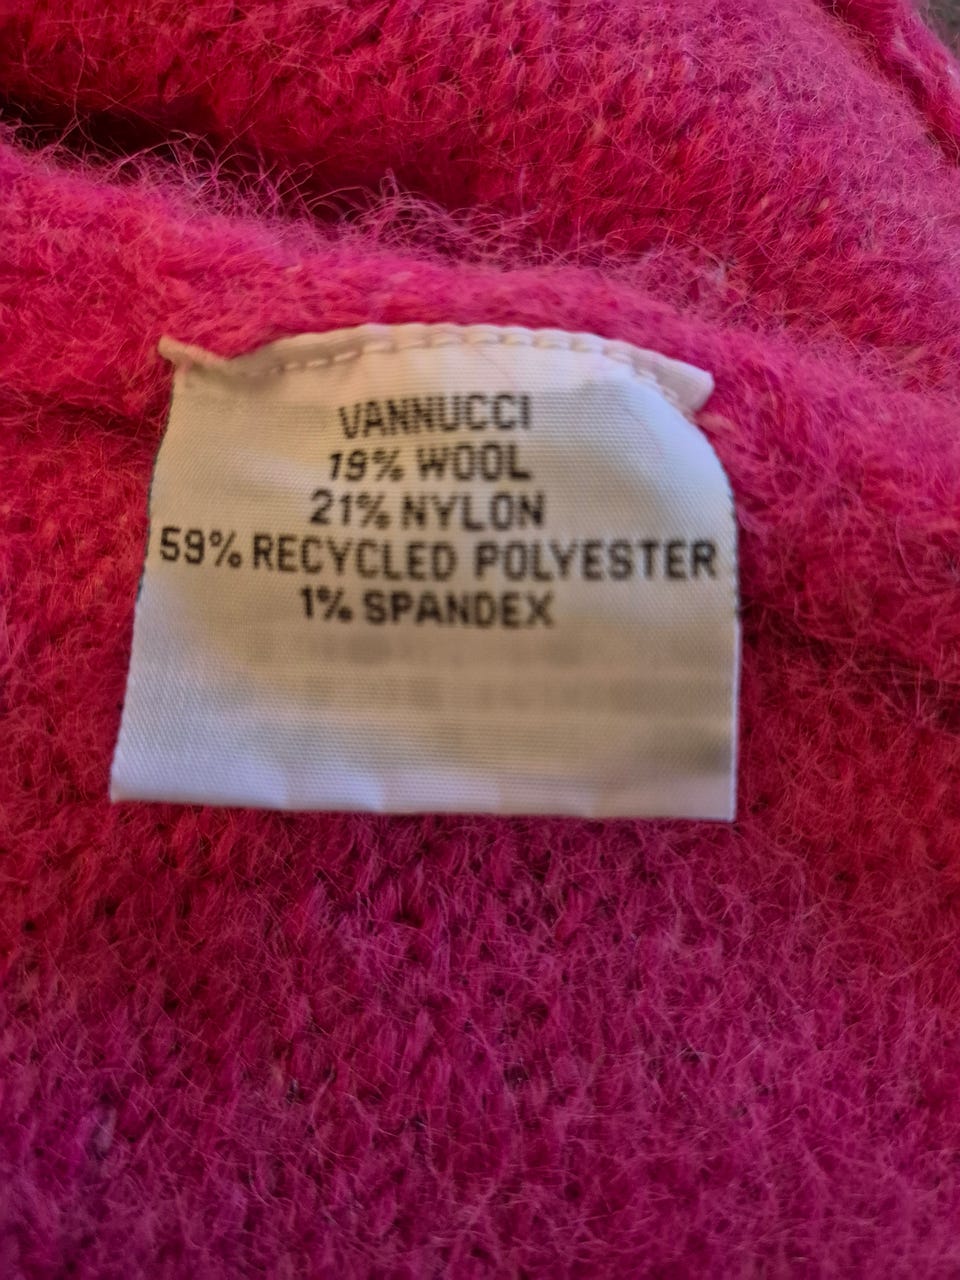 VANNUCCI
19% WOOL
21% NYLON
59% RECYCLED POLYESTER
1% SPANDEX